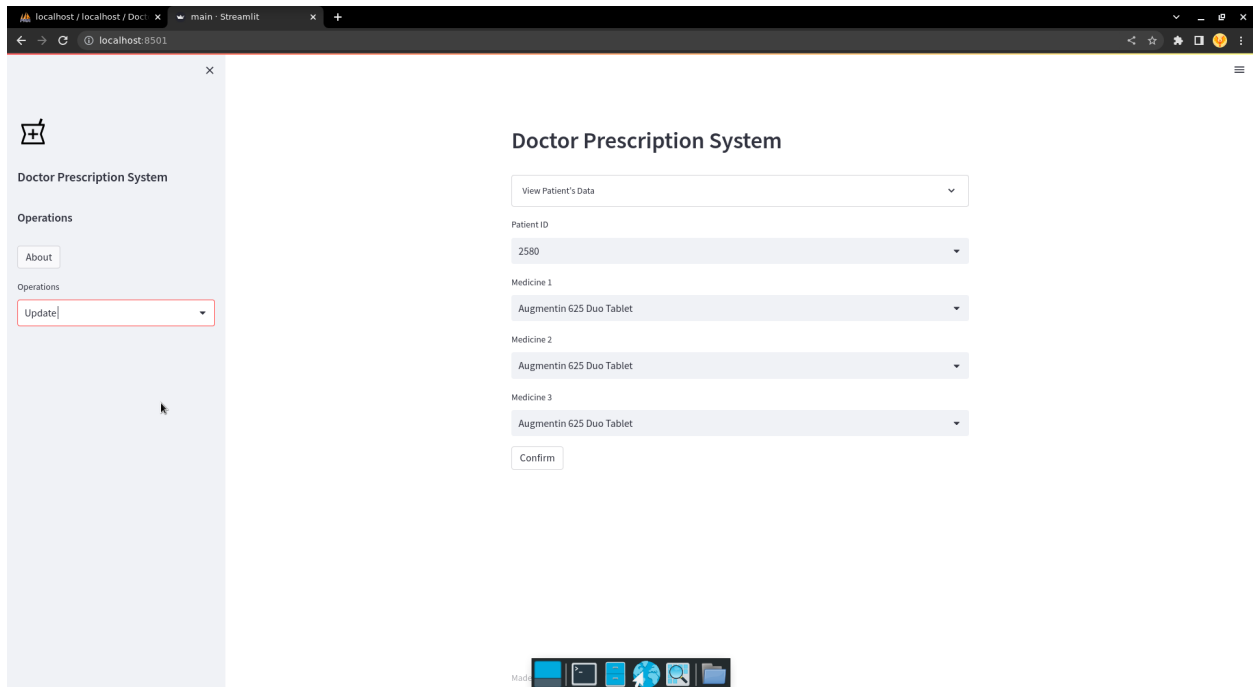 localhost / localhost / Doct
main · Streamlit
localhost:8501
Doctor Prescription System
Operations
About
Operations
Update
Doctor Prescription System
View Patient's Data
Patient ID
2580
Medicine 1
Augmentin 625 Duo Tablet
Medicine 2
Augmentin 625 Duo Tablet
Medicine 3
Augmentin 625 Duo Tablet
Confirm
Made